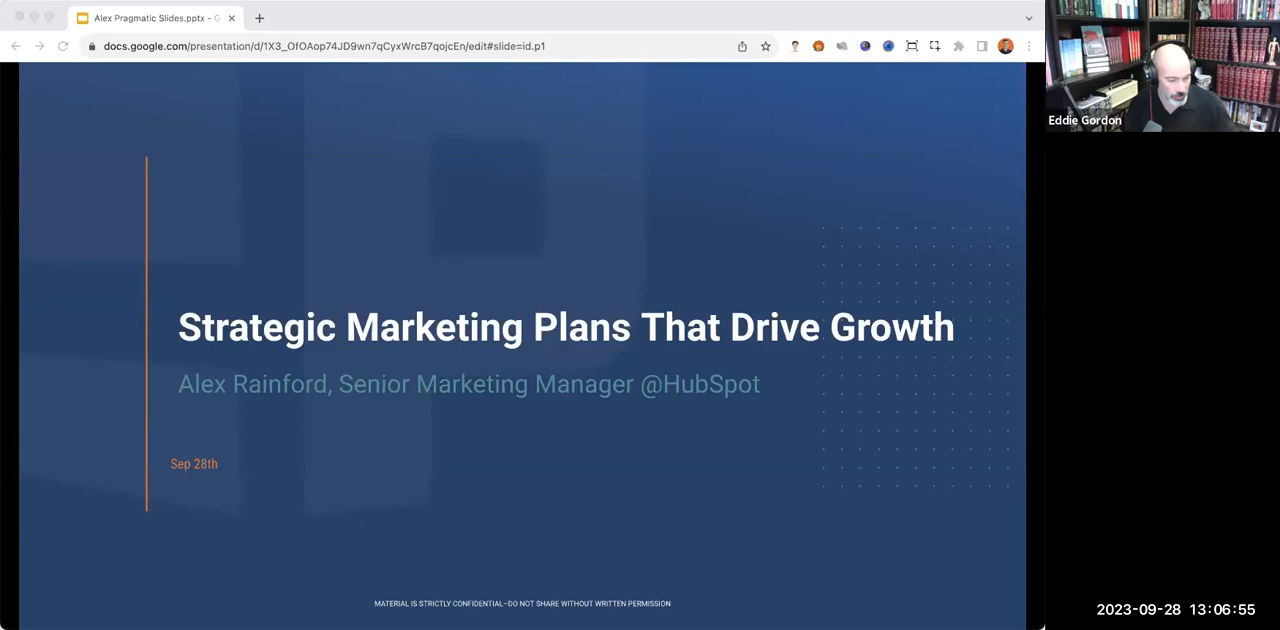 Alex Pragmatic Slides.pptx - G
docs.google.com/presentation/d/1X3_OfOAop74JD9wn7qCyxWrcB7qojcEn/edit#slide=id.p1
Eddie Gordon
Strategic Marketing Plans That Drive Growth
Alex Rainford, Senior Marketing Manager @HubSpot
Sep 28th
MATERIAL IS STRICTLY CONFIDENTIAL–DO NOT SHARE WITHOUT WRITTEN PERMISSION
2023-09-28 13:06:55